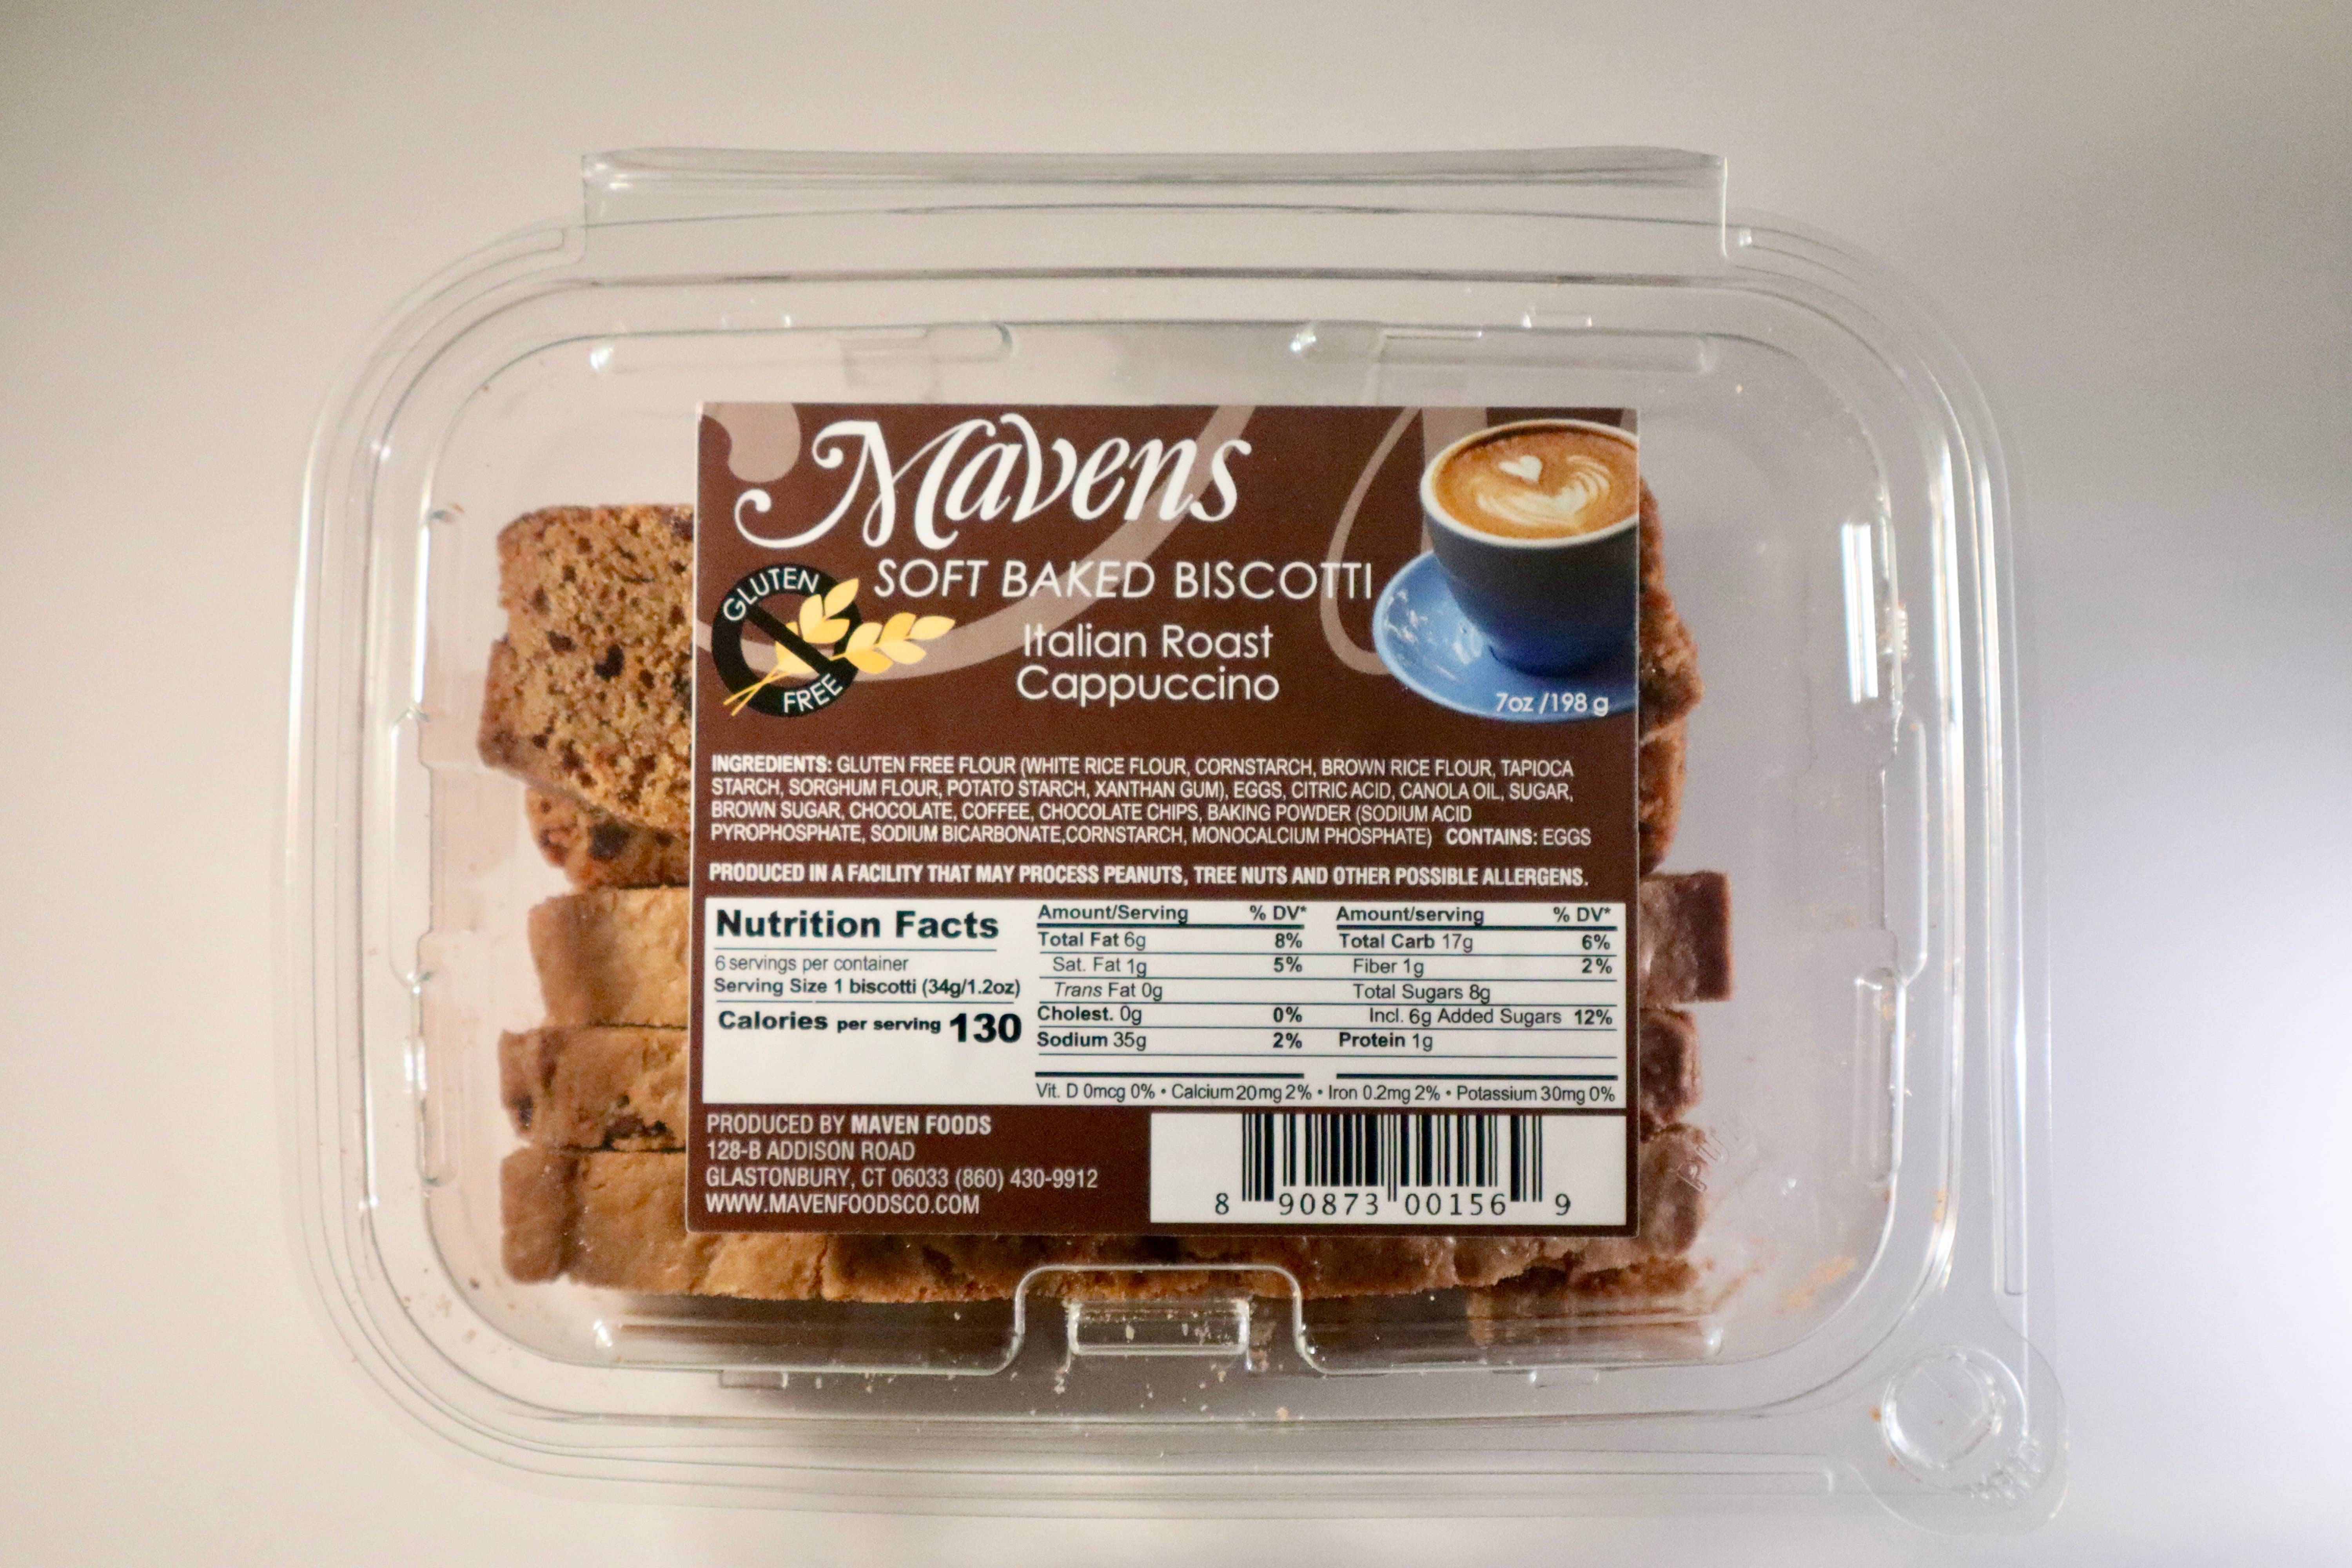 Mavens
SOFT BAKED BISCOTTI
GLUTEN
FREE
Italian Roast
Cappuccino
7oz /198 g
INGREDIENTS: GLUTEN FREE FLOUR (WHITE RICE FLOUR, CORNSTARCH, BROWN RICE FLOUR, TAPIOCA
STARCH, SORGHUM FLOUR, POTATO STARCH, XANTHAN GUM), EGGS, CITRIC ACID, CANOLA OIL, SUGAR,
BROWN SUGAR, CHOCOLATE, COFFEE, CHOCOLATE CHIPS, BAKING POWDER (SODIUM ACID
PYROPHOSPHATE, SODIUM BICARBONATE,CORNSTARCH, MONOCALCIUM PHOSPHATE) CONTAINS: EGGS
PRODUCED IN A FACILITY THAT MAY PROCESS PEANUTS, TREE NUTS AND OTHER POSSIBLE ALLERGENS.
Nutrition Facts
6 servings per container
Serving Size 1 biscotti (34g/1.2oz)
Calories per serving 130
Amount/Serving % DV*
Total Fat 6g 8%
Sat. Fat 1g 5%
Trans Fat 0g
Cholest. 0g 0%
Sodium 35g 2%
Amount/serving % DV*
Total Carb 17g 6%
Fiber 1g 2%
Total Sugars 8g
Incl. 6g Added Sugars 12%
Protein 1g
Vit. D 0mcg 0% • Calcium 20mg 2% • Iron 0.2mg 2% • Potassium 30mg 0%
PRODUCED BY MAVEN FOODS
128-B ADDISON ROAD
GLASTONBURY, CT 06033 (860) 430-9912
WWW.MAVENFOODSCO.COM
8 90873 00156 9